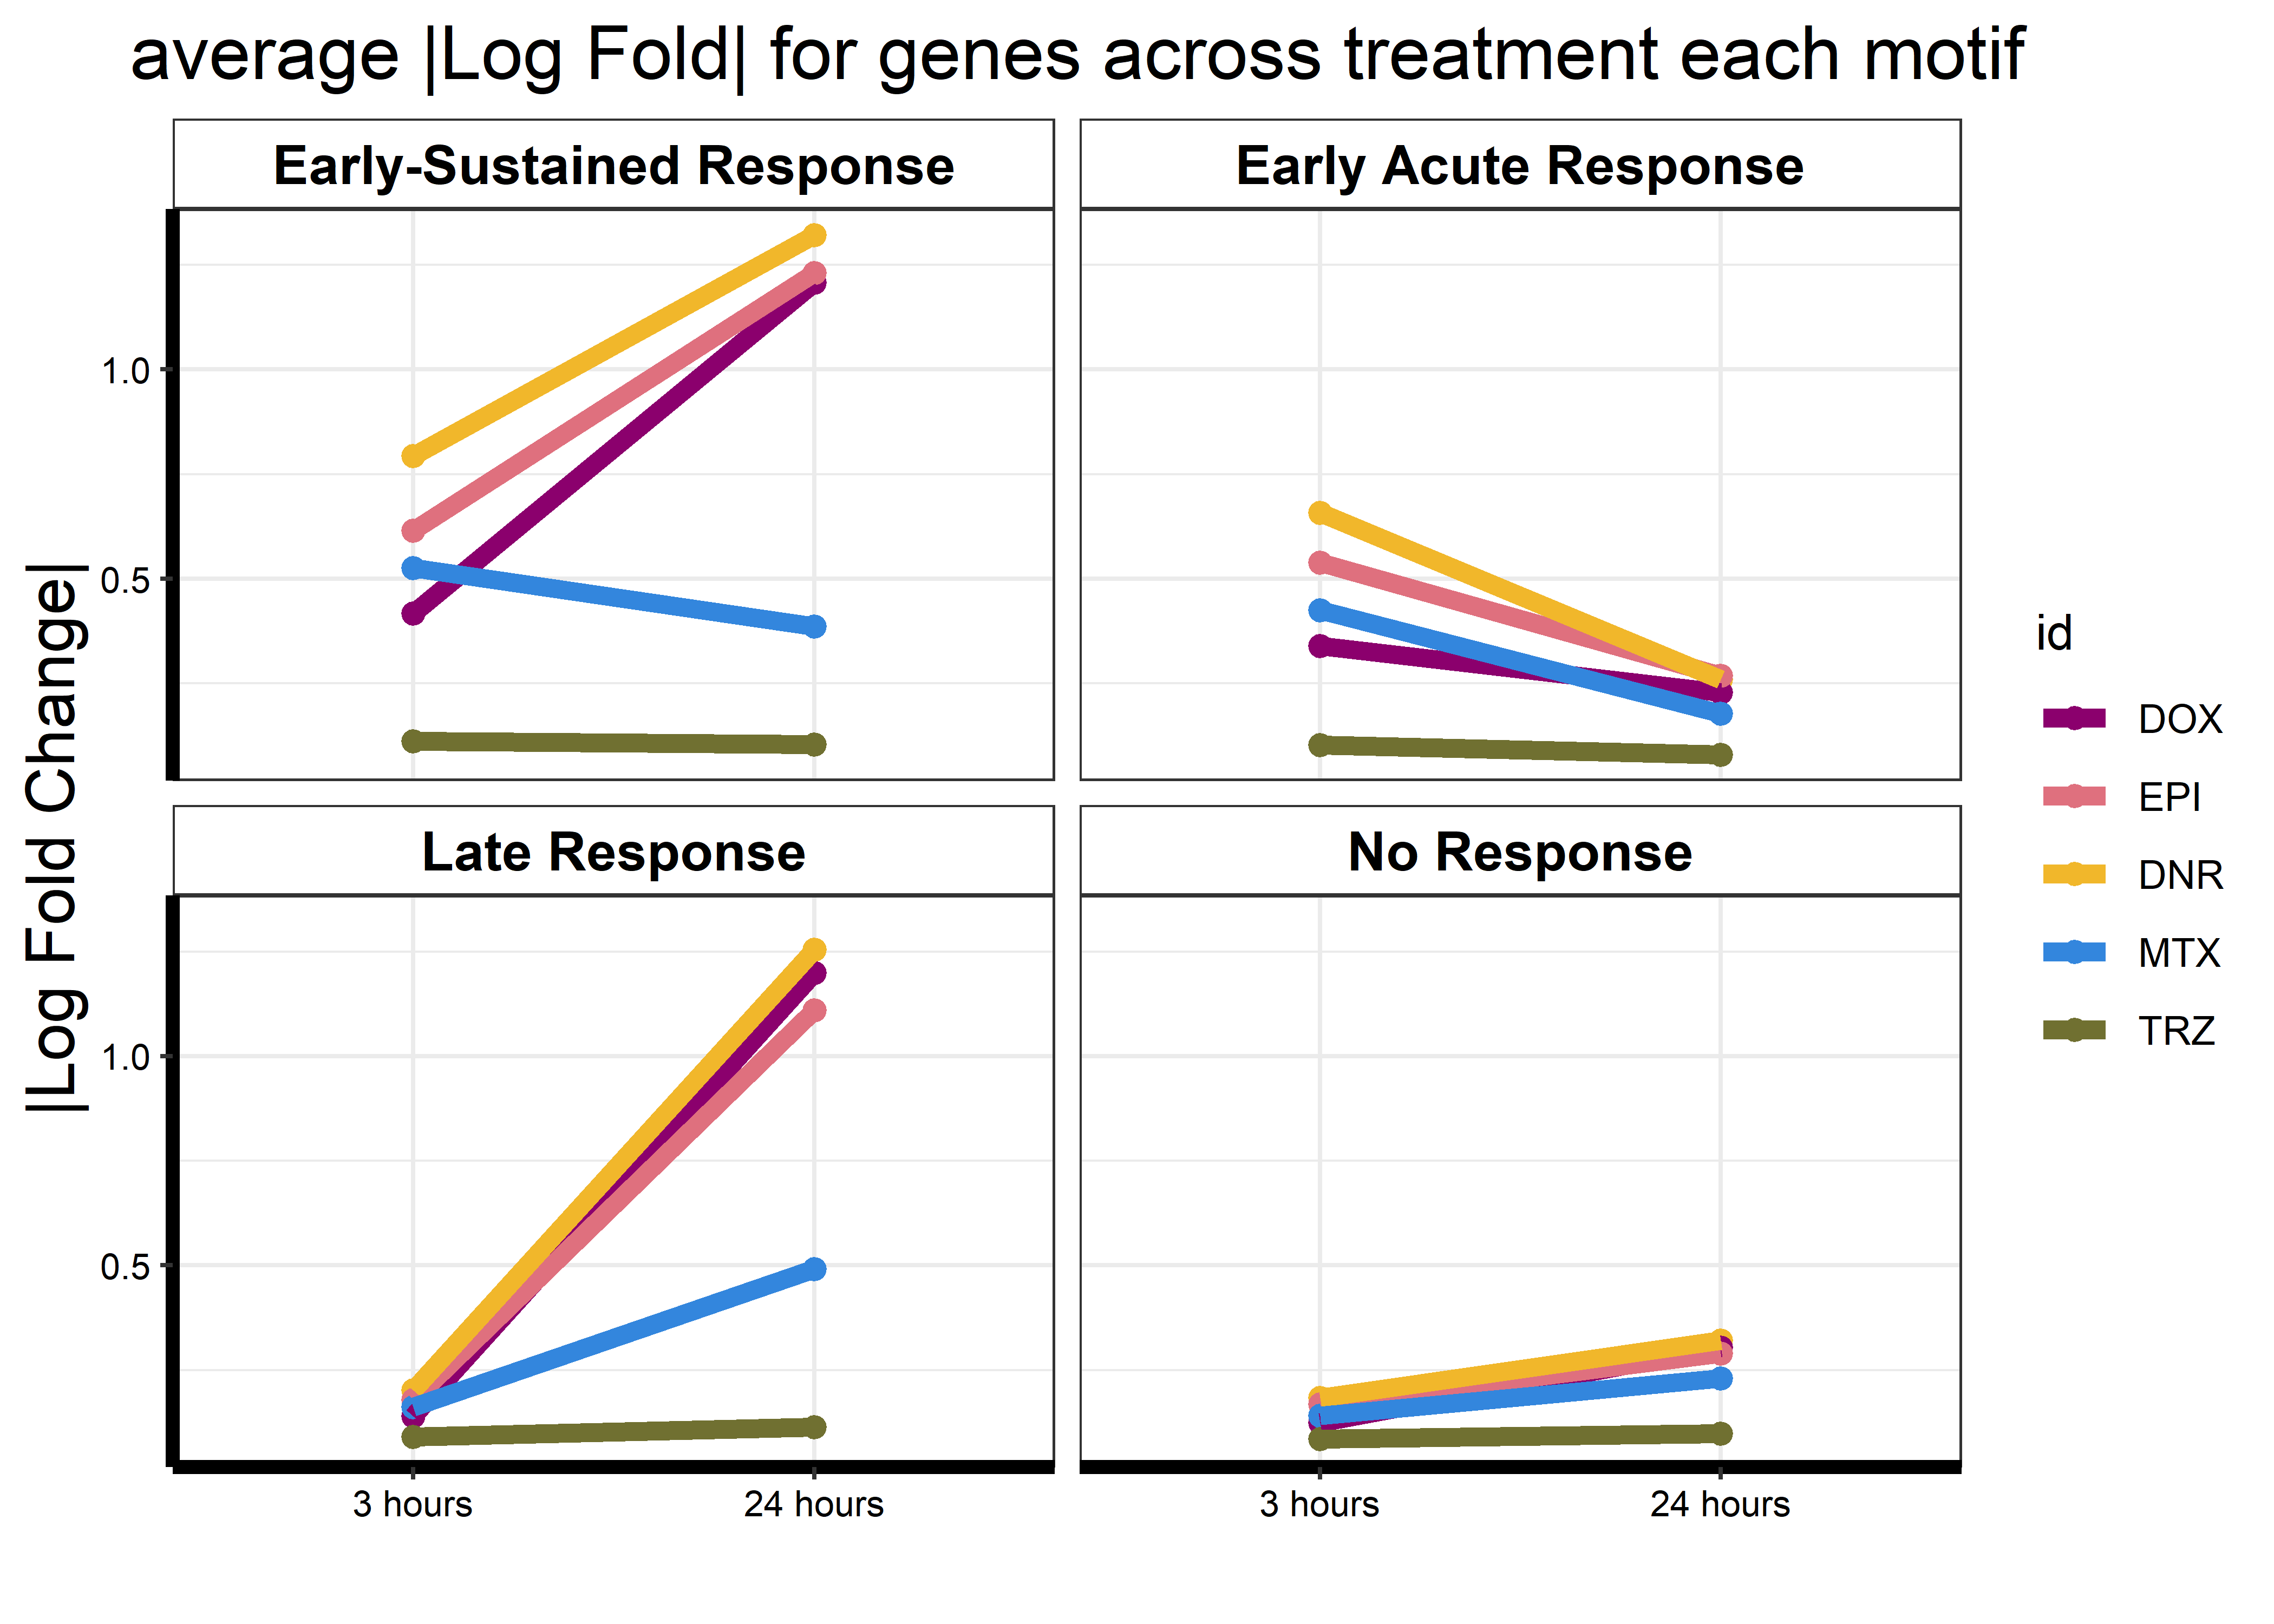 average |Log Fold| for genes across treatment each motif
Early-Sustained Response
Early Acute Response
1.0
0.5
Late Response
No Response
1.0
0.5
3 hours
24 hours
3 hours
24 hours
|Log Fold Change|
id
DOX
EPI
DNR
MTX
TRZ